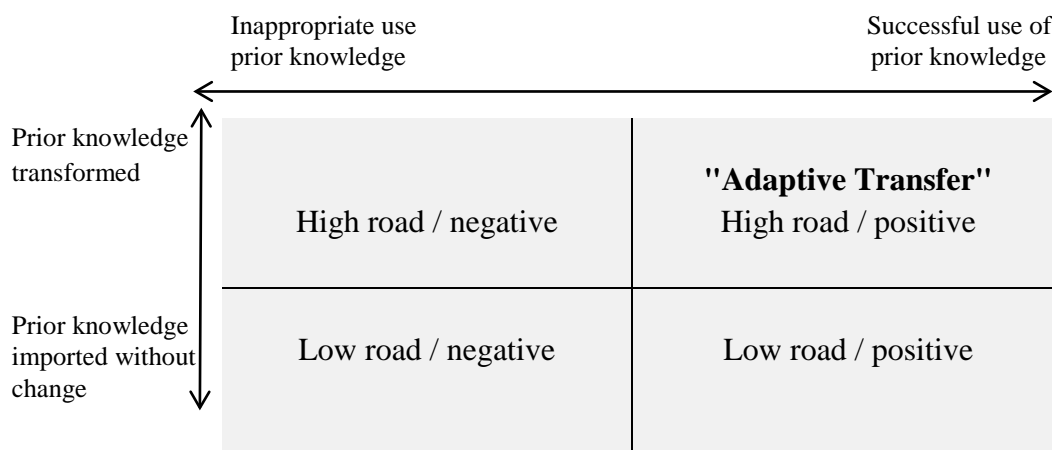 Inappropriate use
prior knowledge
Successful use of
prior knowledge
Prior knowledge
transformed
"Adaptive Transfer"
High road / negative
High road / positive
Prior knowledge
imported without
change
Low road / negative
Low road / positive